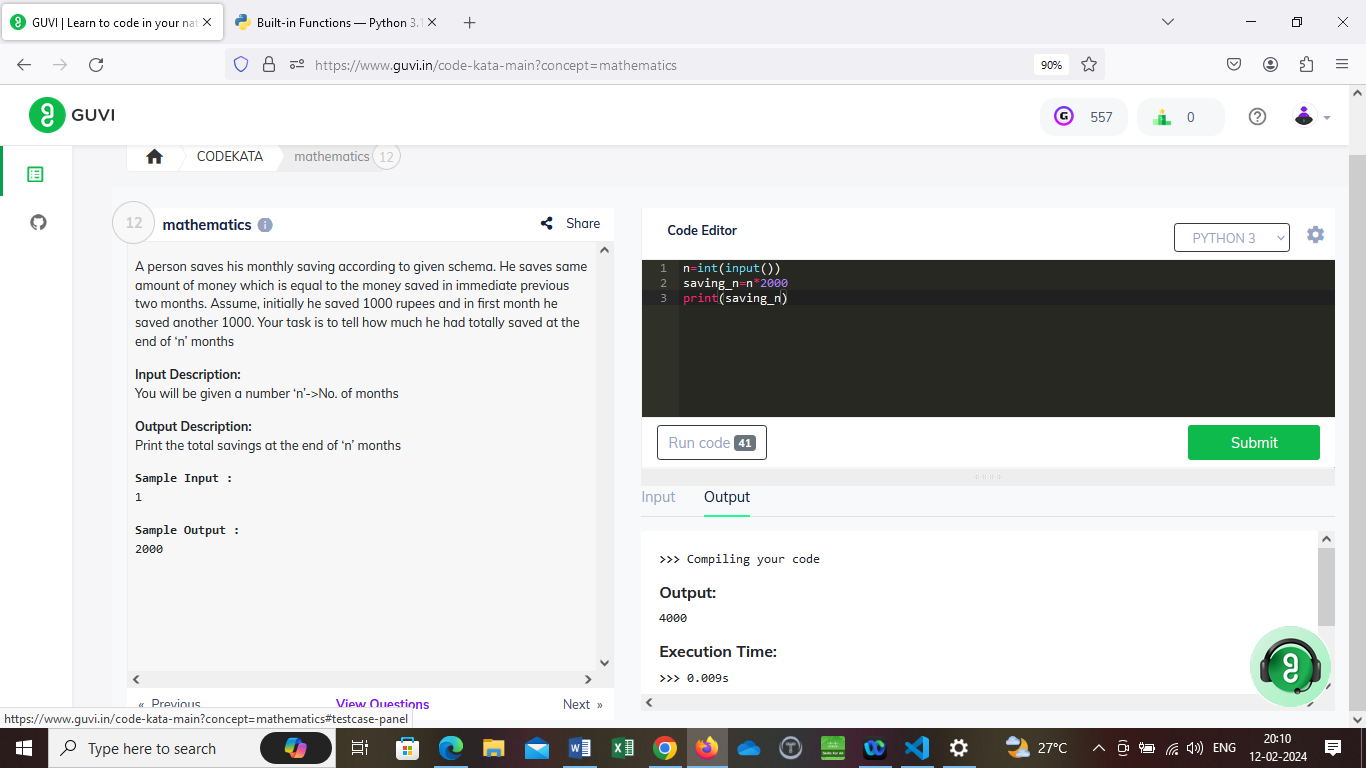 GUVI | Learn to code in your nat
Built-in Functions — Python 3.1
https://www.guvi.in/code-kata-main?concept=mathematics
90%
GUVI
557
0
CODEKATA
mathematics
12
12
mathematics
Share
A person saves his monthly saving according to given schema. He saves same
amount of money which is equal to the money saved in immediate previous
two months. Assume, initially he saved 1000 rupees and in first month he
saved another 1000. Your task is to tell how much he had totally saved at the
end of ‘n’ months
Input Description:
You will be given a number ‘n’->No. of months
Output Description:
Print the total savings at the end of ‘n’ months
Sample Input :
1
Sample Output :
2000
« Previous
View Questions
Next »
Code Editor
PYTHON 3
1 n=int(input())
2 saving_n=n*2000
3 print(saving_n)
Run code 41
Submit
Input
Output
>>> Compiling your code
Output:
4000
Execution Time:
>>> 0.009s
https://www.guvi.in/code-kata-main?concept=mathematics#testcase-panel
Type here to search
27°C
ENG
20:10
12-02-2024